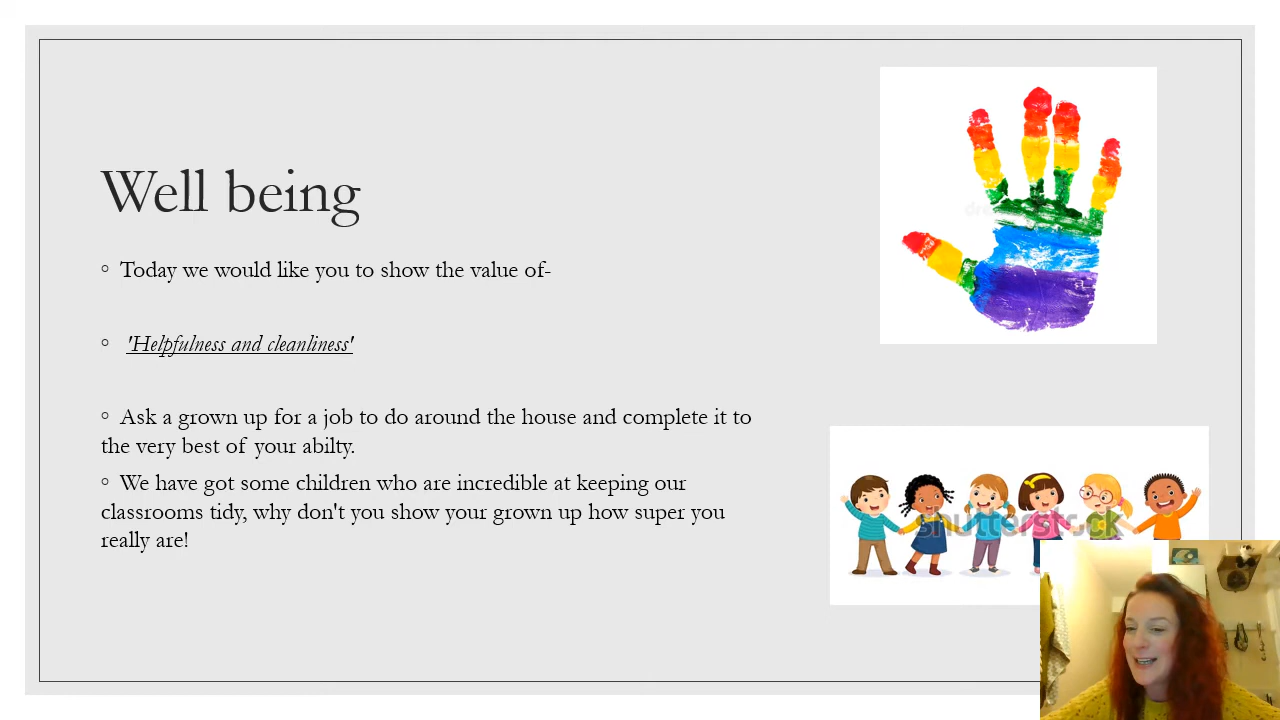 Well being
Today we would like you to show the value of-
'Helpfulness and cleanliness'
Ask a grown up for a job to do around the house and complete it to
the very best of your abilty.
We have got some children who are incredible at keeping our
classrooms tidy, why don't you show your grown up how super you
really are!
shutterstock